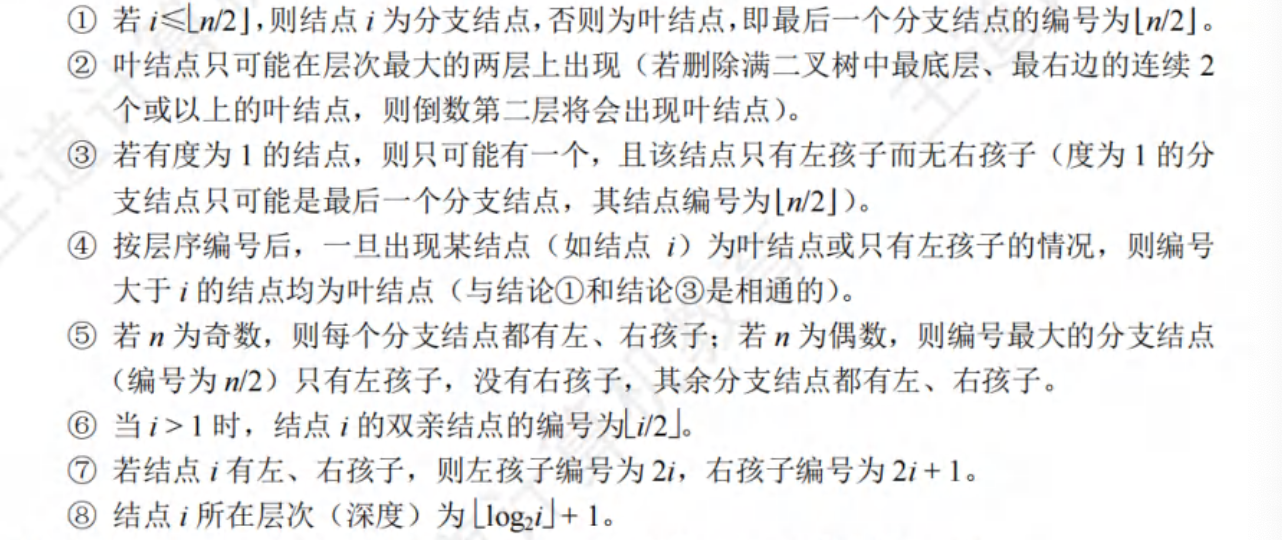 ① 若 i≤⌊n/2⌋,则结点 i 为分支结点,否则为叶结点,即最后一个分支结点的编号为⌊n/2⌋。
② 叶结点只可能在层次最大的两层上出现（若删除满二叉树中最底层、最右边的连续 2
个或以上的叶结点，则倒数第二层将会出现叶结点）。
③ 若有度为 1 的结点，则只可能有一个，且该结点只有左孩子而无右孩子（度为 1 的分
支结点只可能是最后一个分支结点，其结点编号为⌊n/2⌋）。
④ 按层序编号后，一旦出现某结点（如结点 i）为叶结点或只有左孩子的情况，则编号
大于 i 的结点均为叶结点（与结论①和结论③是相通的）。
⑤ 若 n 为奇数，则每个分支结点都有左、右孩子；若 n 为偶数，则编号最大的分支结点
（编号为 n/2）只有左孩子，没有右孩子，其余分支结点都有左、右孩子。
⑥ 当 i > 1 时，结点 i 的双亲结点的编号为⌊i/2⌋。
⑦ 若结点 i 有左、右孩子，则左孩子编号为 2i，右孩子编号为 2i + 1。
⑧ 结点 i 所在层次（深度）为⌊log₂i⌋ + 1。